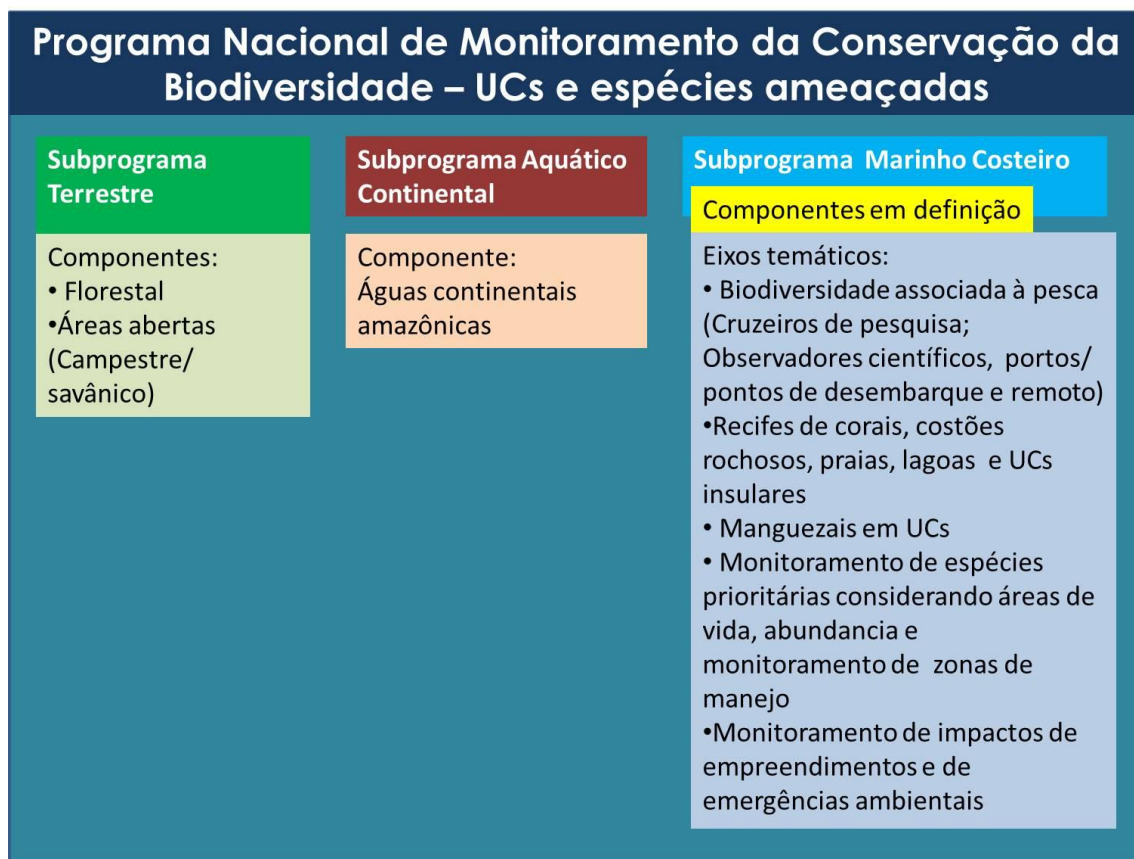 Programa Nacional de Monitoramento da Conservação da
Biodiversidade – UCs e espécies ameaçadas
Subprograma
Terrestre
Componentes:
• Florestal
•Áreas abertas
(Campestre/
savânico)
Subprograma Aquático
Continental
Componente:
Águas continentais
amazônicas
Subprograma Marinho Costeiro
Componentes em definição
Eixos temáticos:
• Biodiversidade associada à pesca
(Cruzeiros de pesquisa;
Observadores científicos, portos/
pontos de desembarque e remoto)
•Recifes de corais, costões
rochosos, praias, lagoas e UCs
insulares
• Manguezais em UCs
• Monitoramento de espécies
prioritárias considerando áreas de
vida, abundancia e
monitoramento de zonas de
manejo
•Monitoramento de impactos de
empreendimentos e de
emergências ambientais